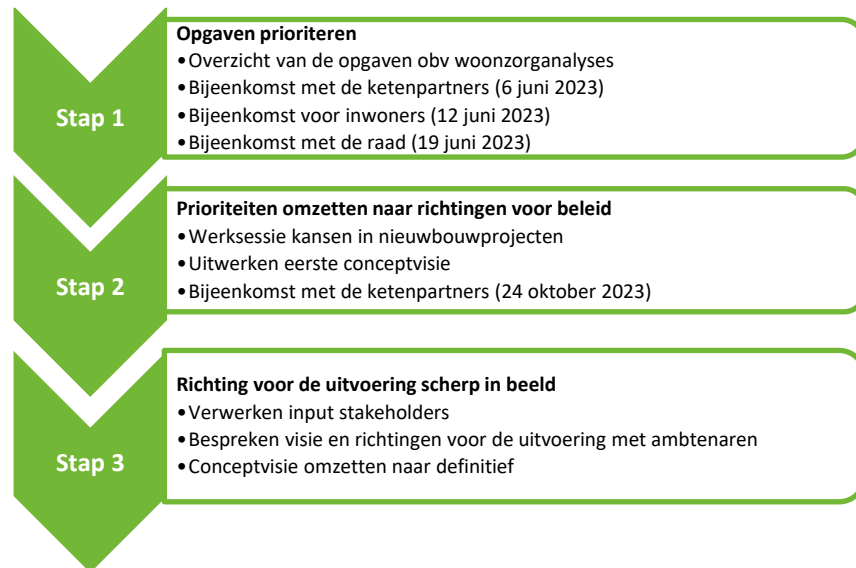 Stap 1
Opgaven prioriteren
•Overzicht van de opgaven obv woonzorganalyses
•Bijeenkomst met de ketenpartners (6 juni 2023)
•Bijeenkomst voor inwoners (12 juni 2023)
•Bijeenkomst met de raad (19 juni 2023)
Stap 2
Prioriteiten omzetten naar richtingen voor beleid
•Werksessie kansen in nieuwbouwprojecten
•Uitwerken eerste conceptvisie
•Bijeenkomst met de ketenpartners (24 oktober 2023)
Stap 3
Richting voor de uitvoering scherp in beeld
•Verwerken input stakeholders
•Bespreken visie en richtingen voor de uitvoering met ambtenaren
•Conceptvisie omzetten naar definitief